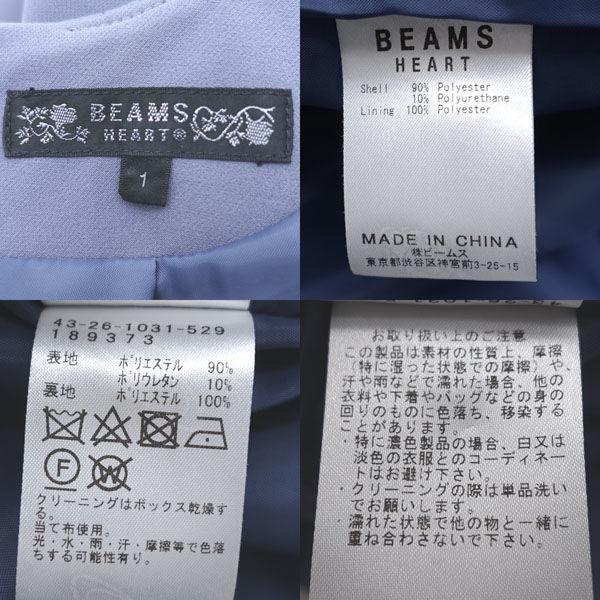 BEAMS
HEART®
1
BEAMS
HEART
Shell 90% Polyester
10% Polyurethane
Lining 100% Polyester
MADE IN CHINA
㈱ビームス
東京都渋谷区神宮前3-25-15
43-26-1031-529
189373
表地 ポリエステル 90%
ポリウレタン 10%
裏地 ポリエステル 100%
F
W
クリーニングはボックス乾燥する。
当て布使用。
光・水・雨・汗・摩擦等で色落
ちする可能性有り。
お取り扱い上のご注意
この製品は素材の性質上、摩擦
(特に湿った状態での摩擦)や、
汗や雨などで濡れた場合、他の
衣料や下着やバッグなどの身の
回りのものに色落ち、移染する
ことがあります。
・特に濃色製品の場合、白又は
淡色の衣服とのコーディネー
トはお避け下さい。
・クリーニングの際は単品洗い
でお願いします。
・濡れた状態で他の物と一緒に
重ね合わさないで下さい。